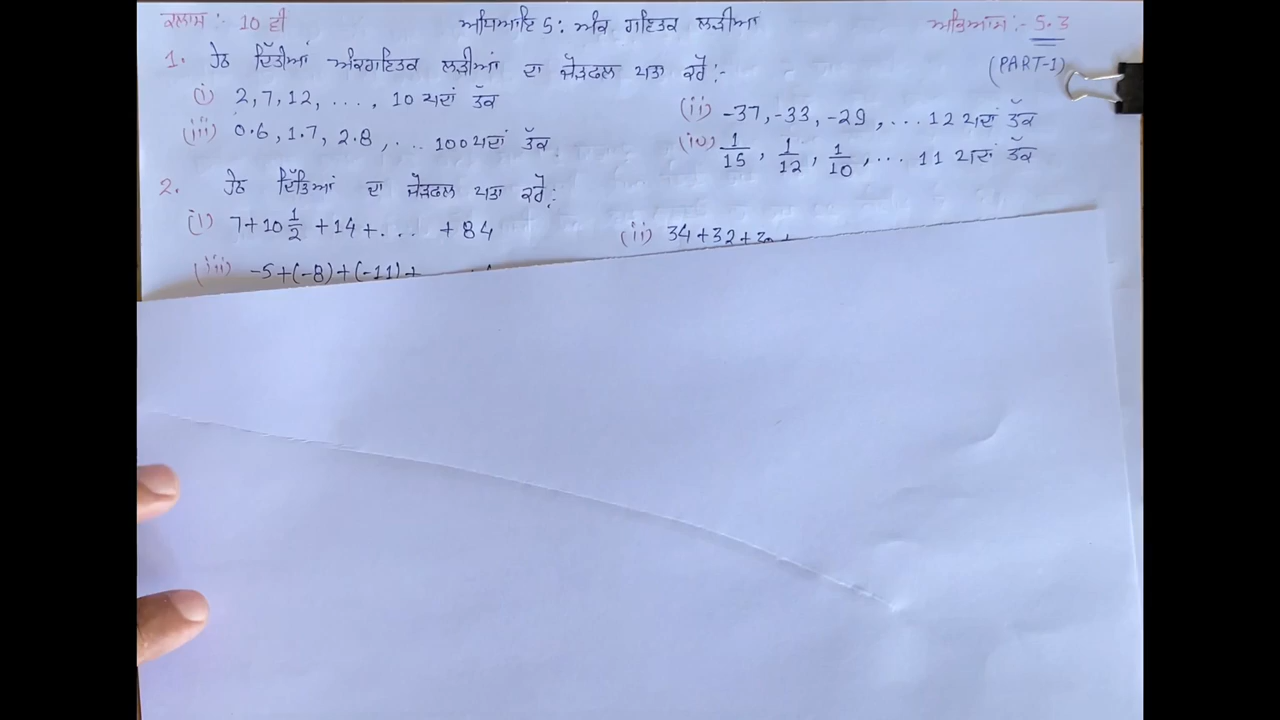 ਕਲਾਸ :- 10 ਵੀਂ ਅਧਿਆਇ 5: ਅੰਕ ਗਣਿਤਕ ਲੜੀਆਂ ਅਭਿਆਸ :- 5.3
(PART-1)
1. ਹੇਠ ਦਿੱਤੀਆਂ ਅੰਕਗਣਿਤਕ ਲੜੀਆਂ ਦਾ ਜੋੜਫਲ ਪਤਾ ਕਰੋ :-
(i) 2, 7, 12, ...., 10 ਪਦਾਂ ਤੱਕ (ii) -37, -33, -29, ... 12 ਪਦਾਂ ਤੱਕ
(iii) 0.6, 1.7, 2.8, ... 100 ਪਦਾਂ ਤੱਕ (iv) 1/15, 1/12, 1/10, ... 11 ਪਦਾਂ ਤੱਕ
2. ਹੇਠ ਦਿੱਤਿਆਂ ਦਾ ਜੋੜਫਲ ਪਤਾ ਕਰੋ :-
(i) 7 + 10 1/2 + 14 + ... + 84 (ii) 34 + 32 +
(iii) -5 + (-8) + (-11) +